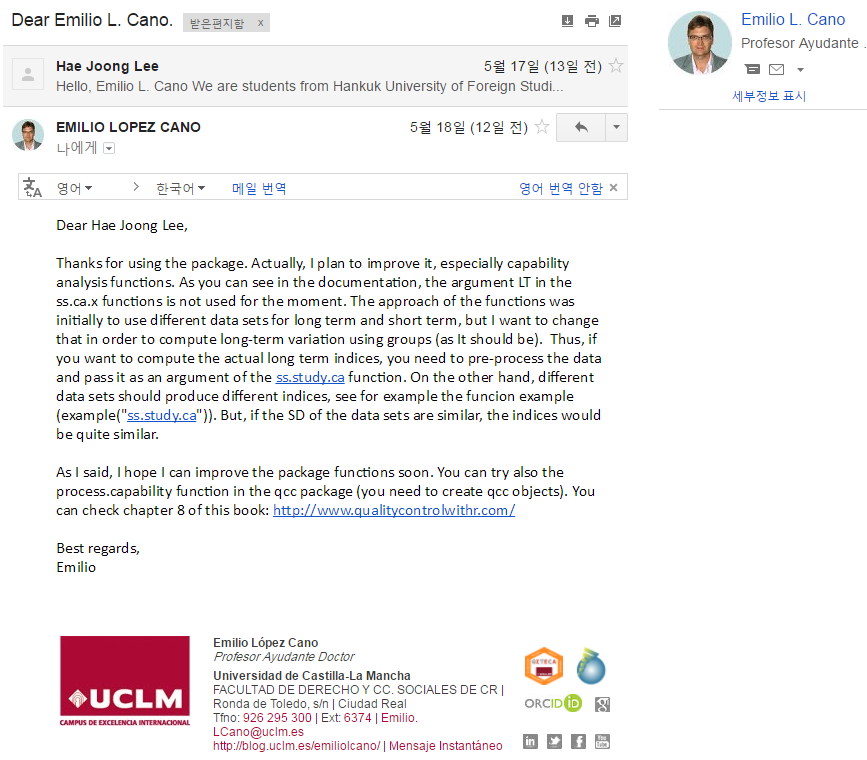 Dear Emilio L. Cano. 받은편지함 x
Emilio L. Cano
Profesor Ayudante .
세부정보 표시
Hae Joong Lee 5월 17일 (13일 전)
Hello, Emilio L. Cano We are students from Hankuk University of Foreign Studi...
EMILIO LOPEZ CANO 5월 18일 (12일 전)
나에게
영어 > 한국어 메일 번역 영어 번역 안함 ×
Dear Hae Joong Lee,
Thanks for using the package. Actually, I plan to improve it, especially capability
analysis functions. As you can see in the documentation, the argument LT in the
ss.ca.x functions is not used for the moment. The approach of the functions was
initially to use different data sets for long term and short term, but I want to change
that in order to compute long-term variation using groups (as It should be).  Thus, if
you want to compute the actual long term indices, you need to pre-process the data
and pass it as an argument of the ss.study.ca function. On the other hand, different
data sets should produce different indices, see for example the funcion example
(example("ss.study.ca")). But, if the SD of the data sets are similar, the indices would
be quite similar.
As I said, I hope I can improve the package functions soon. You can try also the
process.capability function in the qcc package (you need to create qcc objects). You
can check chapter 8 of this book: http://www.qualitycontrolwithr.com/
Best regards,
Emilio
UCLM
CAMPUS DE EXCELENCIA INTERNACIONAL
Emilio López Cano
Profesor Ayudante Doctor
Universidad de Castilla-La Mancha
FACULTAD DE DERECHO Y CC. SOCIALES DE CR |
Ronda de Toledo, s/n | Ciudad Real
Tfno: 926 295 300 | Ext: 6374 | Emilio.
LCano@uclm.es
http://blog.uclm.es/emiliolcano/ | Mensaje Instantáneo
GETECA
ORCID iD
in
You
Tube